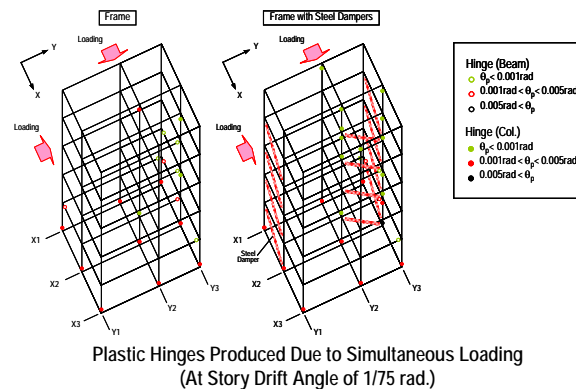 Frame
Frame with Steel Dampers
Loading
Y
X
Loading
X1
X2
X3
Y1
Y2
Y3
Loading
Y
X
Loading
X1
Steel
Damper
X2
X3
Y1
Y2
Y3
Hinge (Beam)
θp< 0.001rad
0.001rad < θp <0.005rad
0.005rad< θp
Hinge (Col.)
θp< 0.001rad
0.001rad < θp <0.005rad
0.005rad< θp
Plastic Hinges Produced Due to Simultaneous Loading
(At Story Drift Angle of 1/75 rad.)